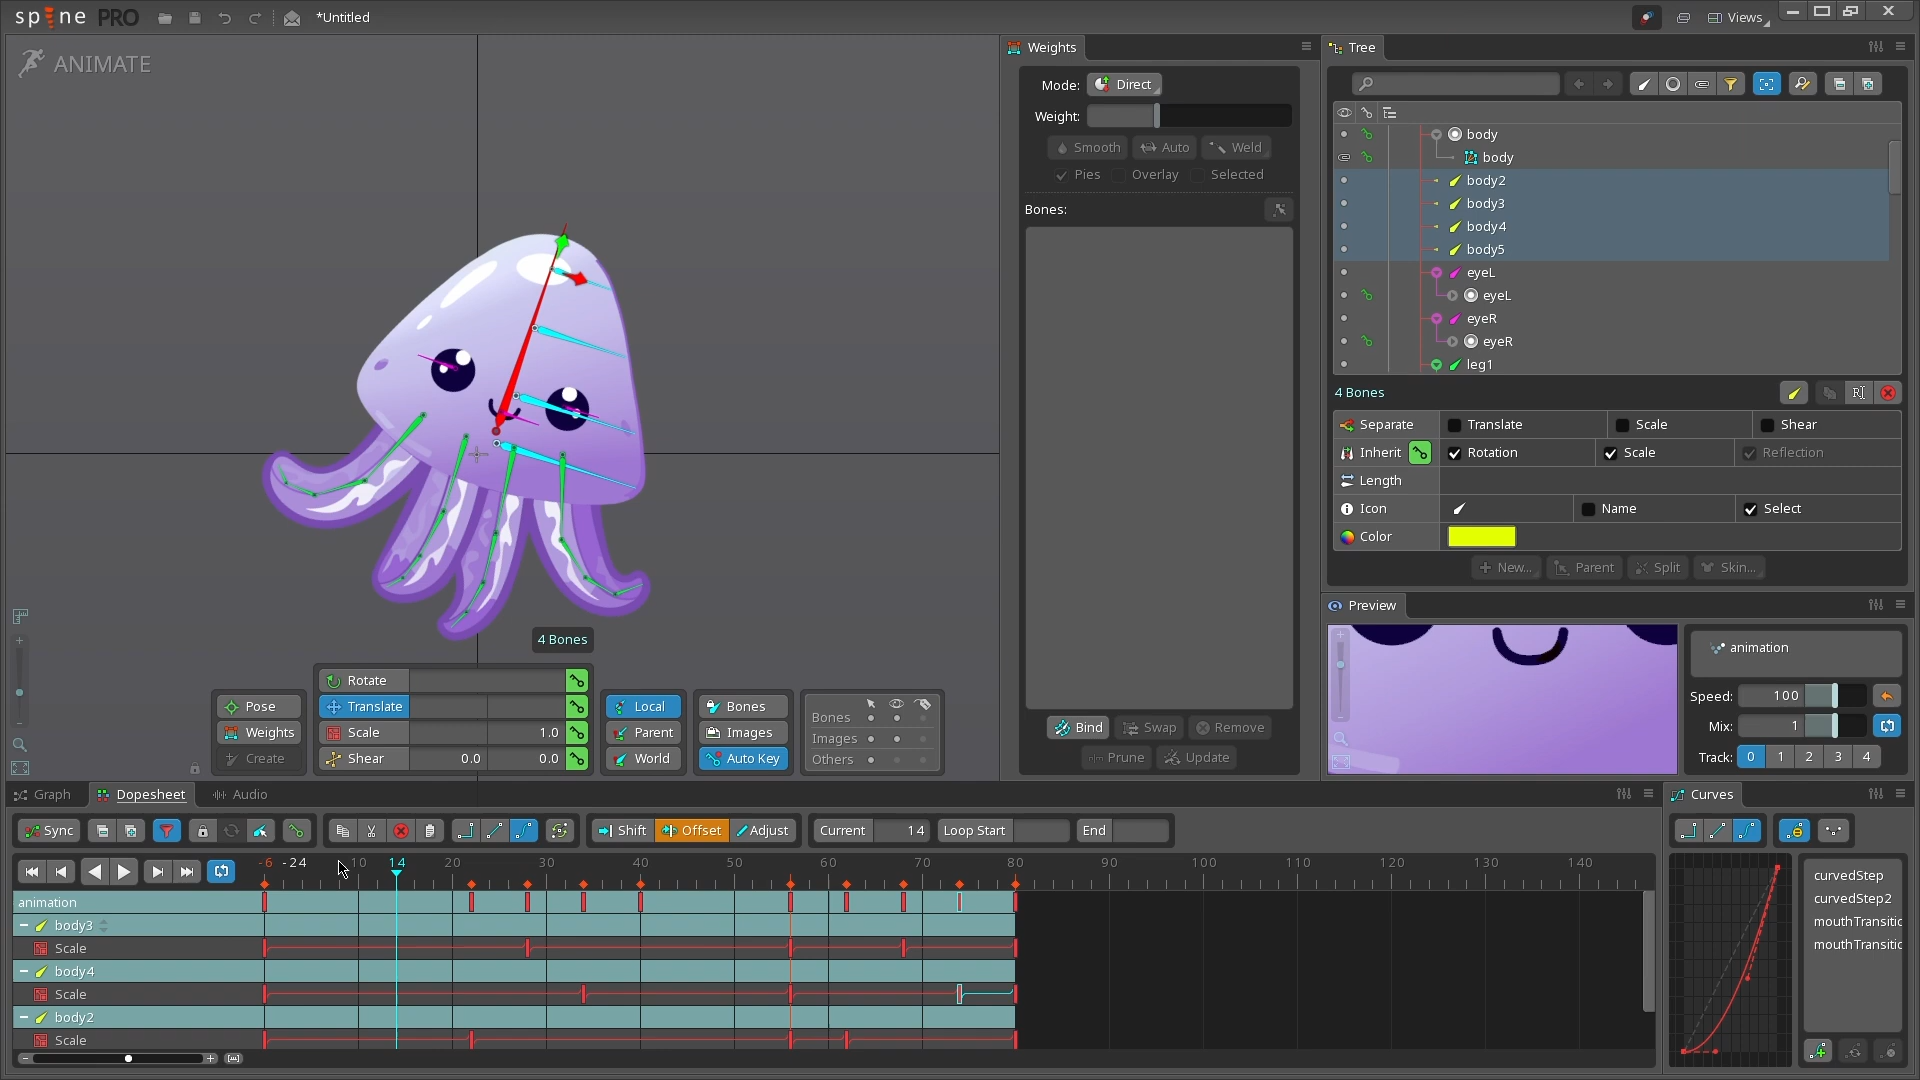 spine PRO *Untitled Views
ANIMATE
Weights
Mode: Direct
Weight:
Smooth Auto Weld
Pies Overlay Selected
Bones:
Bind Swap Remove
Prune Update
Tree
body
body
body2
body3
body4
body5
eyeL
eyeL
eyeR
eyeR
leg1
4 Bones
Separate Translate Scale Shear
Inherit Rotation Scale Reflection
Length
Icon Name Select
Color
New... Parent Split Skin...
Preview
animation
Speed: 100
Mix: 1
Track: 0 1 2 3 4
4 Bones
Pose
Weights
Create
Rotate
Translate
Scale 1.0
Shear 0.0 0.0
Local
Parent
World
Bones
Images
Auto Key
Bones
Images
Others
Graph Dopesheet Audio
Sync Shift Offset Adjust Current 14 Loop Start End
-6 -24 10 14 20 30 40 50 60 70 80 90 100 110 120 130 140
animation
body3
Scale
body4
Scale
body2
Scale
Curves
curvedStep
curvedStep2
mouthTransitic
mouthTransitic